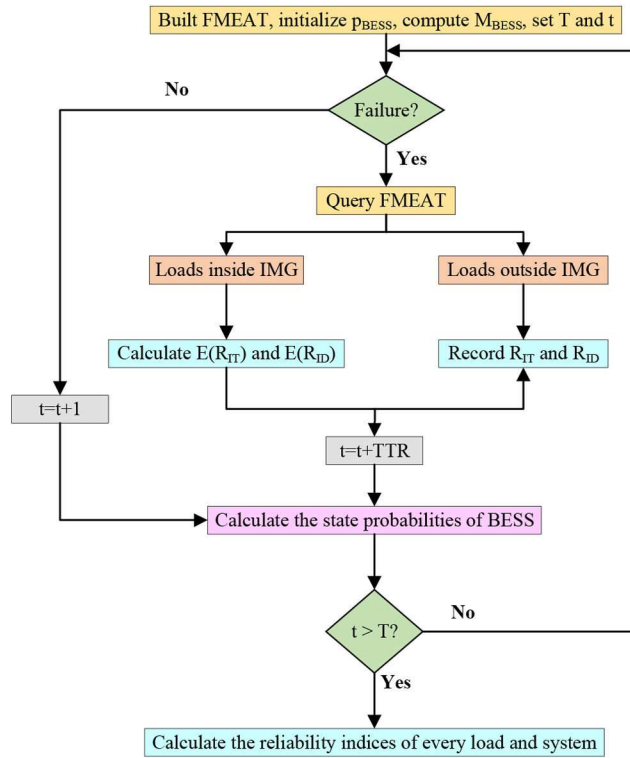 Built FMEAT, initialize pBESS, compute MBESS, set T and t
No
Failure?
Yes
Query FMEAT
Loads inside IMG
Loads outside IMG
Calculate E(RIT) and E(RID)
Record RIT and RID
t=t+1
t=t+TTR
Calculate the state probabilities of BESS
t > T?
No
Yes
Calculate the reliability indices of every load and system